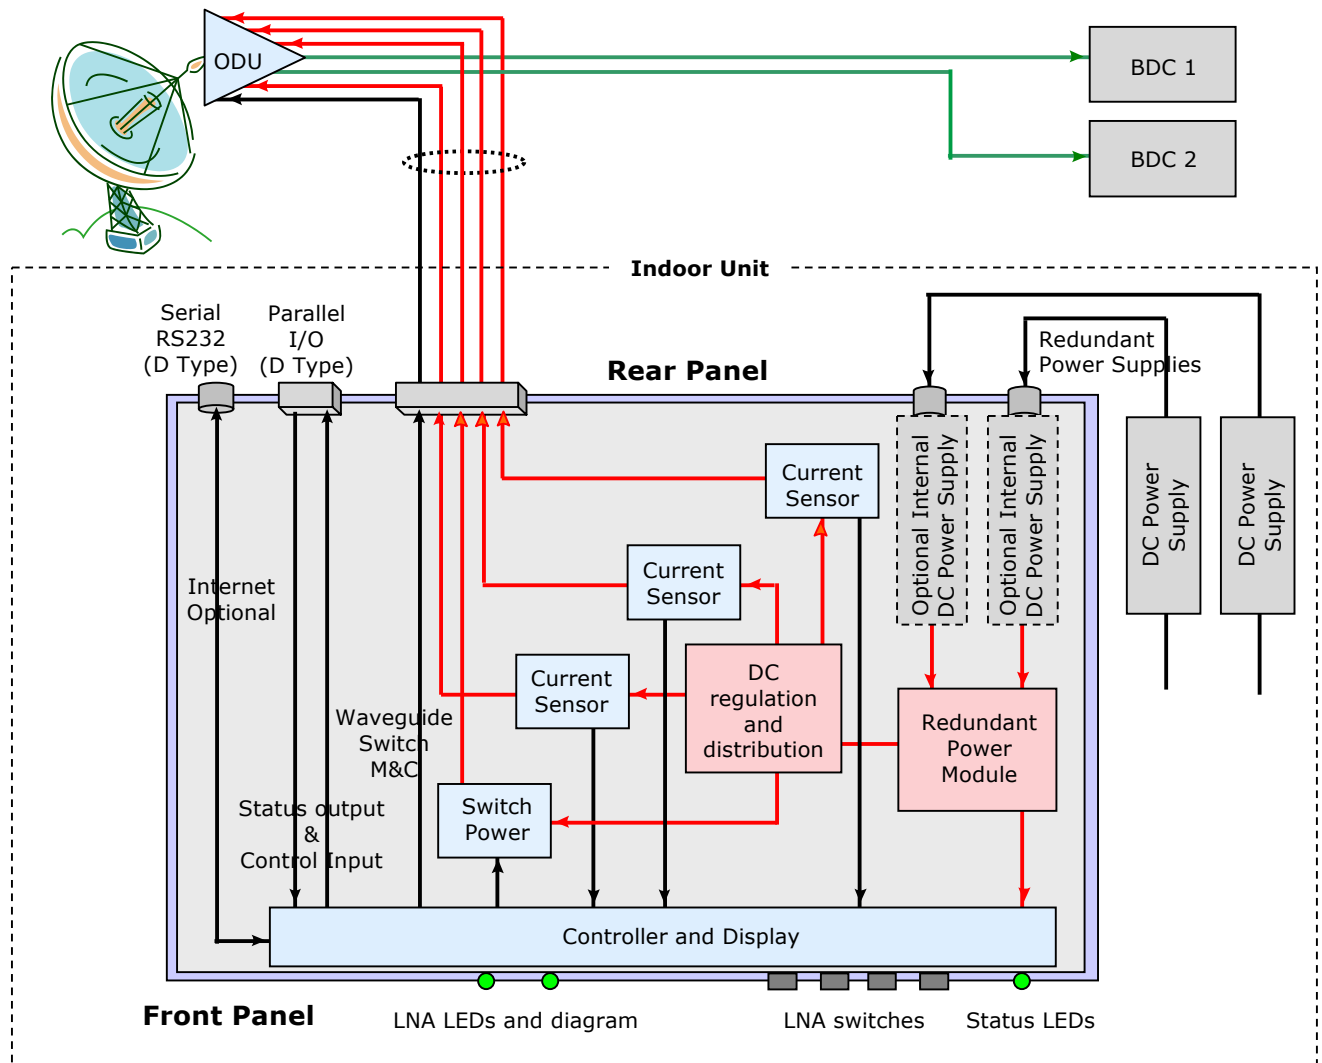 ODU
BDC 1
BDC 2
Indoor Unit
Serial
RS232
(D Type)
Parallel
I/O
(D Type)
Rear Panel
Redundant
Power Supplies
Current
Sensor
Optional Internal
DC Power Supply
Optional Internal
DC Power Supply
DC Power
Supply
DC Power
Supply
Internet
Optional
Current
Sensor
Current
Sensor
DC
regulation
and
distribution
Redundant
Power
Module
Waveguide
Switch
M&C
Switch
Power
Status output
&
Control Input
Controller and Display
Front Panel
LNA LEDs and diagram
LNA switches
Status LEDs